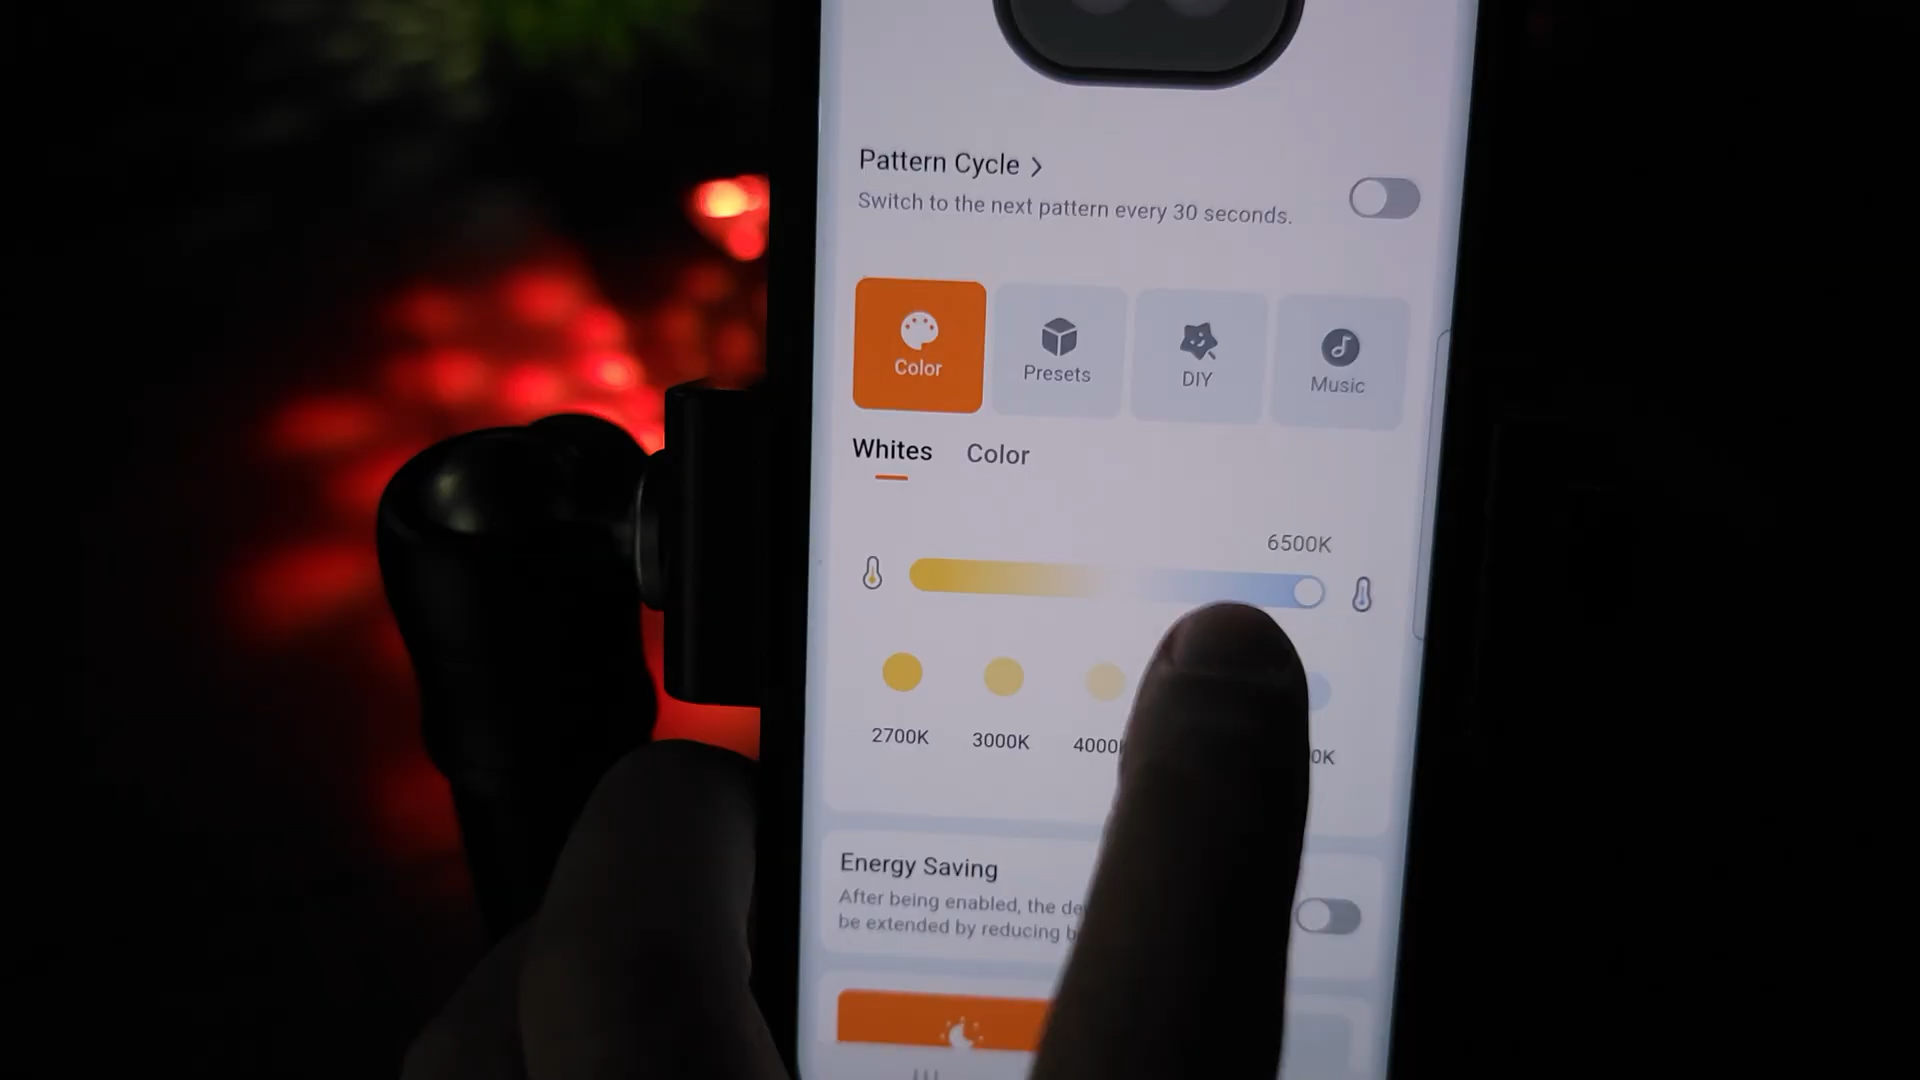 Pattern Cycle >
Switch to the next pattern every 30 seconds.
Color
Presets
DIY
Music
Whites
Color
6500K
2700K
3000K
Energy Saving
After being enabled, the
be extended by reducing